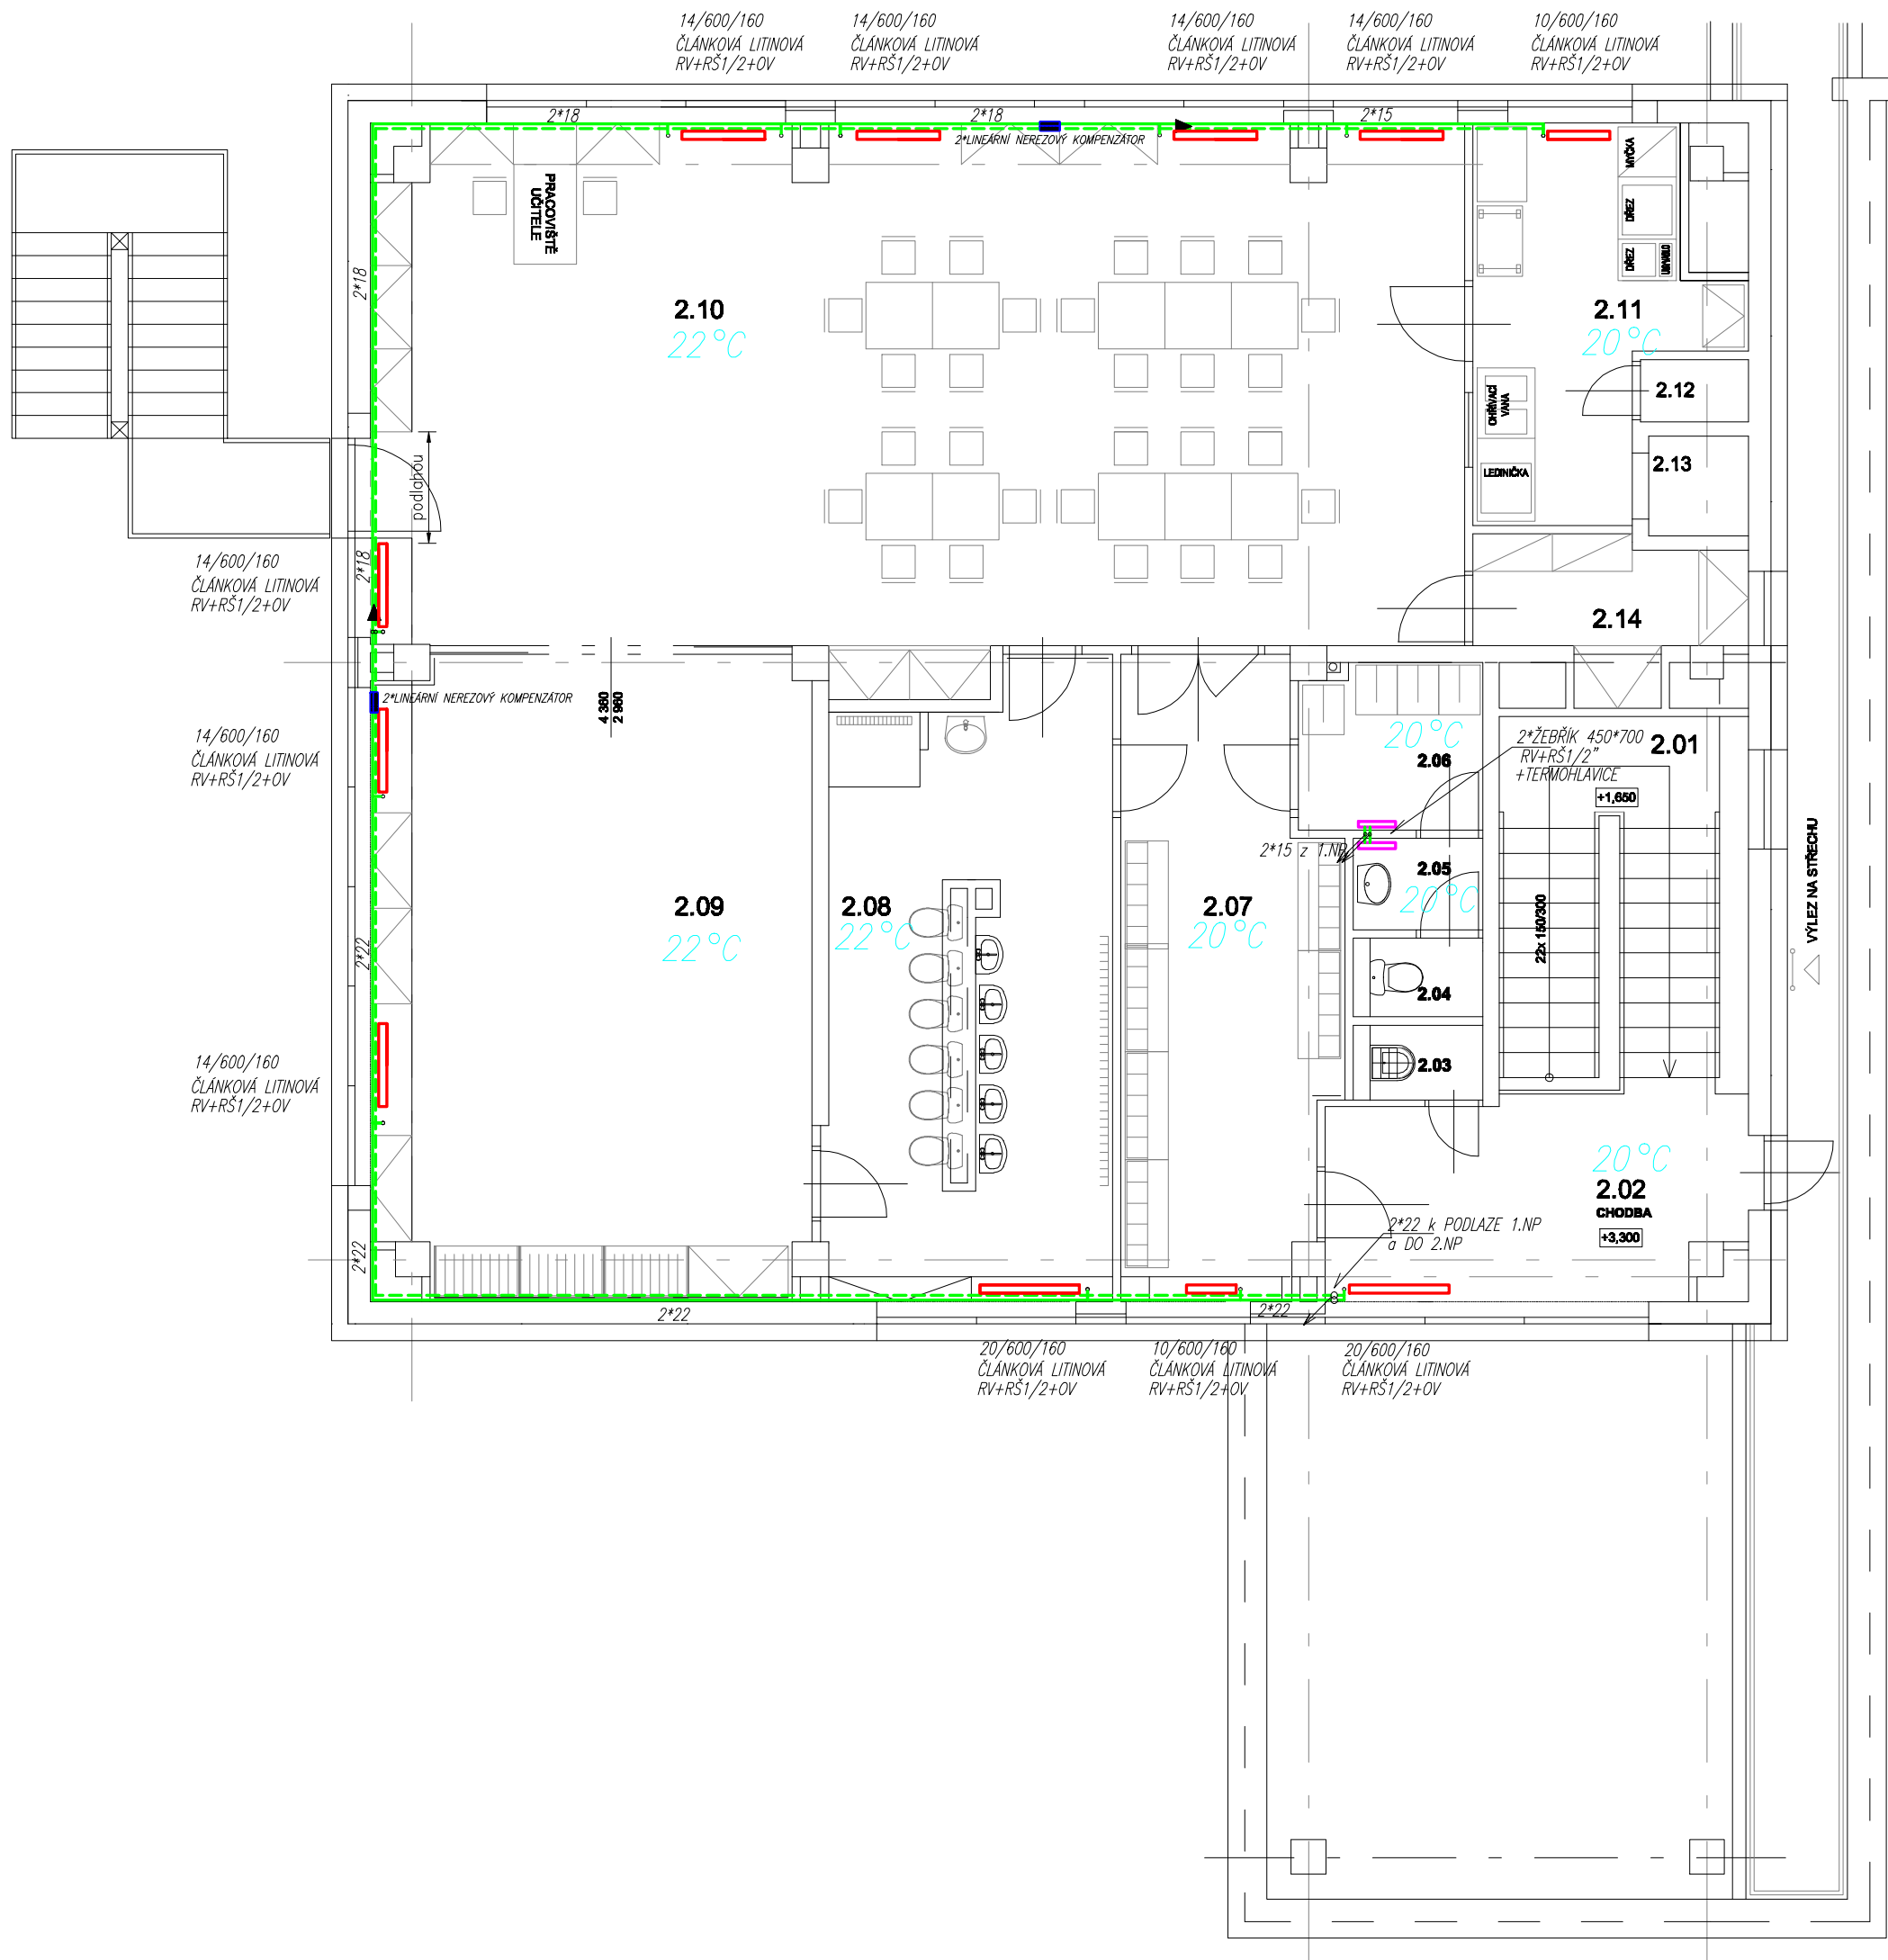 14/600/160
ČLÁNKOVÁ LITINOVÁ
RV+RŠ1/2+OV
14/600/160
ČLÁNKOVÁ LITINOVÁ
RV+RŠ1/2+OV
14/600/160
ČLÁNKOVÁ LITINOVÁ
RV+RŠ1/2+OV
14/600/160
ČLÁNKOVÁ LITINOVÁ
RV+RŠ1/2+OV
10/600/160
ČLÁNKOVÁ LITINOVÁ
RV+RŠ1/2+OV
2*18
2*18
2*15
2*LINEÁRNÍ NEREZOVÝ KOMPENZÁTOR
MYČKA
PRACOVIŠTĚ
UČITELE
DŘEZ
DŘEZ
UMYVADLO
2*18
2.10
22°C
2.11
20°C
2.12
OHŘÍVACÍ
VANA
2.13
LEDNIČKA
podlahou
14/600/160
ČLÁNKOVÁ LITINOVÁ
RV+RŠ1/2+OV
2*18
2.14
2*LINEÁRNÍ NEREZOVÝ KOMPENZÁTOR
4 360
2 960
14/600/160
ČLÁNKOVÁ LITINOVÁ
RV+RŠ1/2+OV
20°C
2.06
2*ŽEBŘÍK 450*700
RV+RŠ1/2"
+TERMOHLAVICE
2.01
+1,650
2*15 z 1.NP
2.05
20°C
VÝLEZ NA STŘECHU
2.09
22°C
2.08
22°C
2.07
20°C
22x 150/300
2*22
2.04
14/600/160
ČLÁNKOVÁ LITINOVÁ
RV+RŠ1/2+OV
2.03
20°C
2.02
CHODBA
+3,300
2*22 k PODLAZE 1.NP
a DO 2.NP
2*22
2*22
2*22
20/600/160
ČLÁNKOVÁ LITINOVÁ
RV+RŠ1/2+OV
10/600/160
ČLÁNKOVÁ LITINOVÁ
RV+RŠ1/2+OV
20/600/160
ČLÁNKOVÁ LITINOVÁ
RV+RŠ1/2+OV